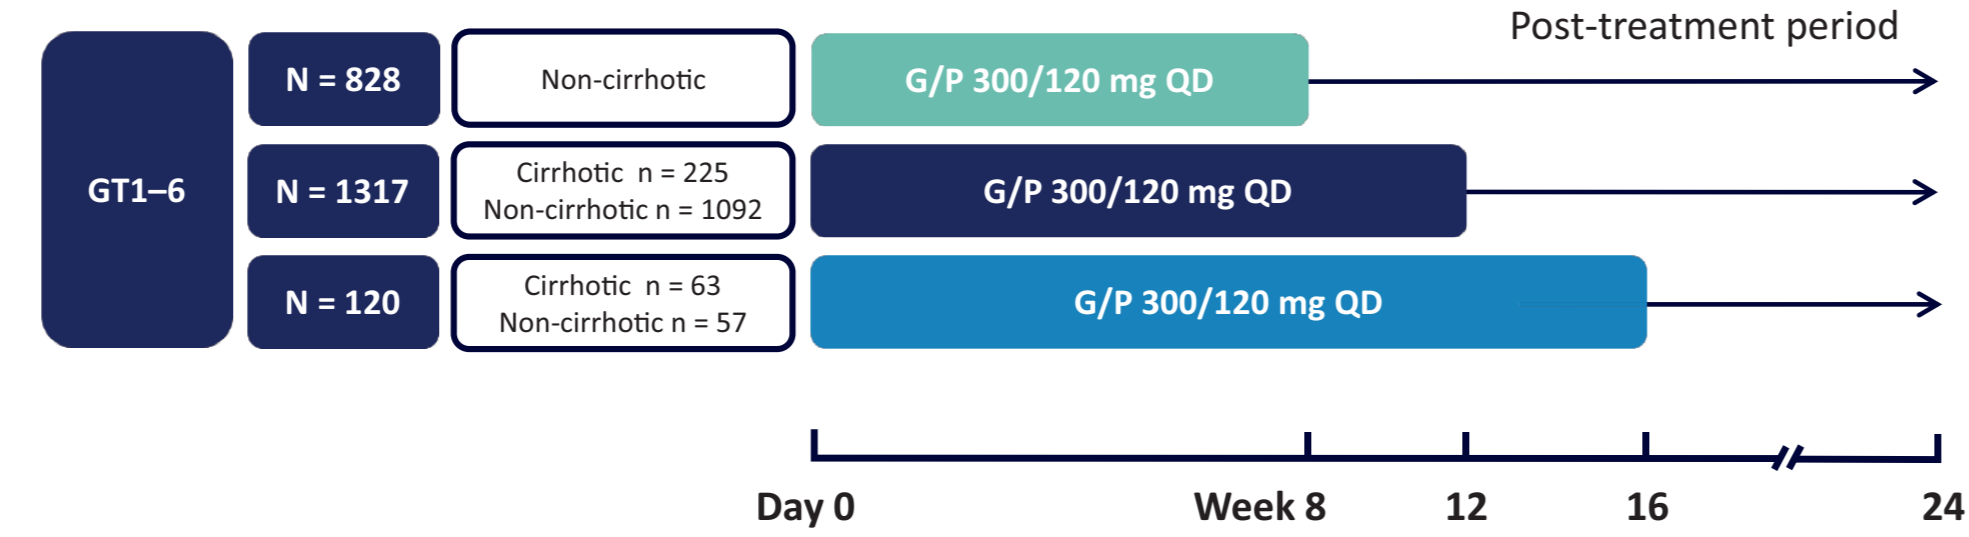 Post-treatment period
GT1–6
N = 828
Non-cirrhotic
G/P 300/120 mg QD
N = 1317
Cirrhotic n = 225
Non-cirrhotic n = 1092
G/P 300/120 mg QD
N = 120
Cirrhotic n = 63
Non-cirrhotic n = 57
G/P 300/120 mg QD
Day 0
Week 8
12
16
24